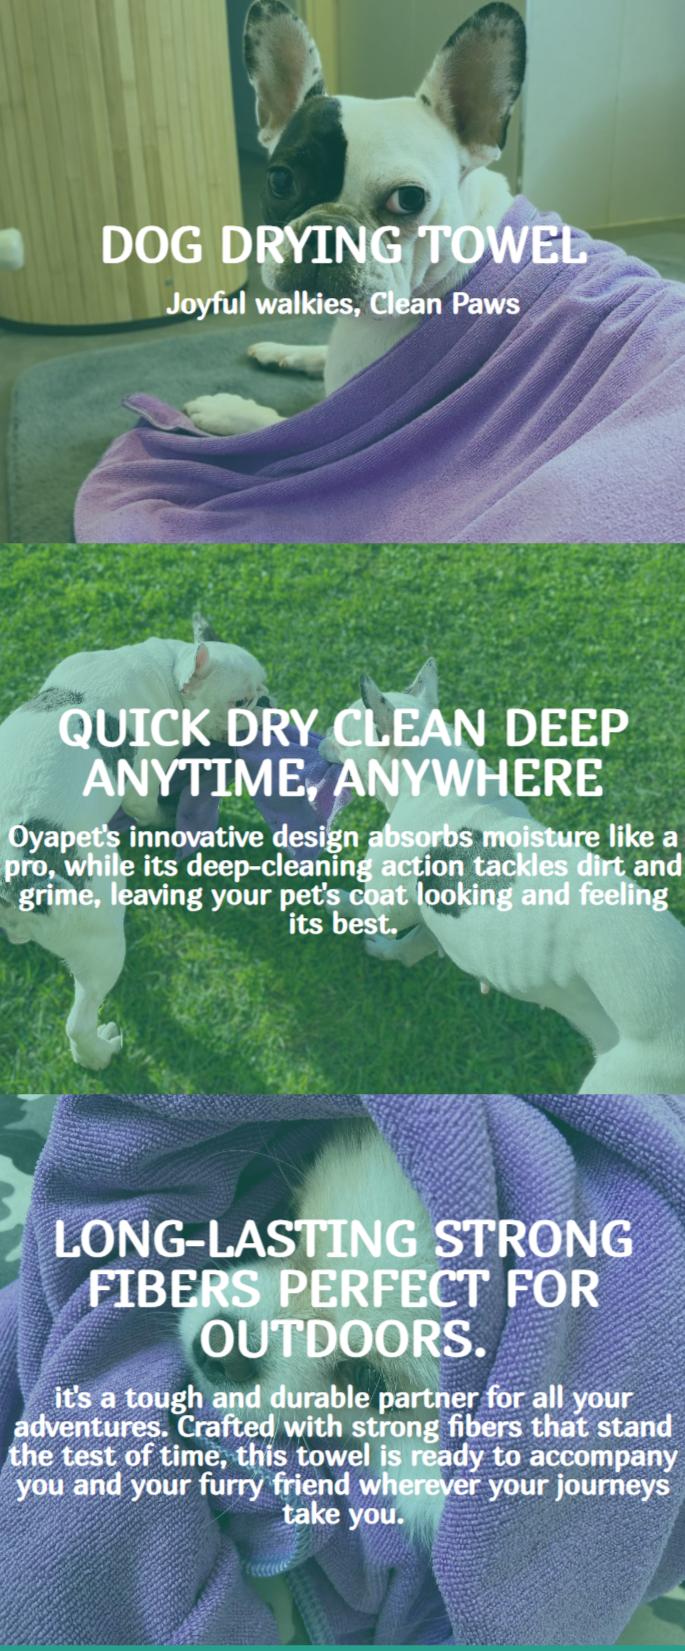 DOG DRYING TOWEL
Joyful walkies, Clean Paws
QUICK DRY CLEAN DEEP
ANYTIME, ANYWHERE
Oyapet's innovative design absorbs moisture like a
pro, while its deep-cleaning action tackles dirt and
grime, leaving your pet's coat looking and feeling
its best.
LONG-LASTING STRONG
FIBERS PERFECT FOR
OUTDOORS.
it's a tough and durable partner for all your
adventures. Crafted with strong fibers that stand
the test of time, this towel is ready to accompany
you and your furry friend wherever your journeys
take you.